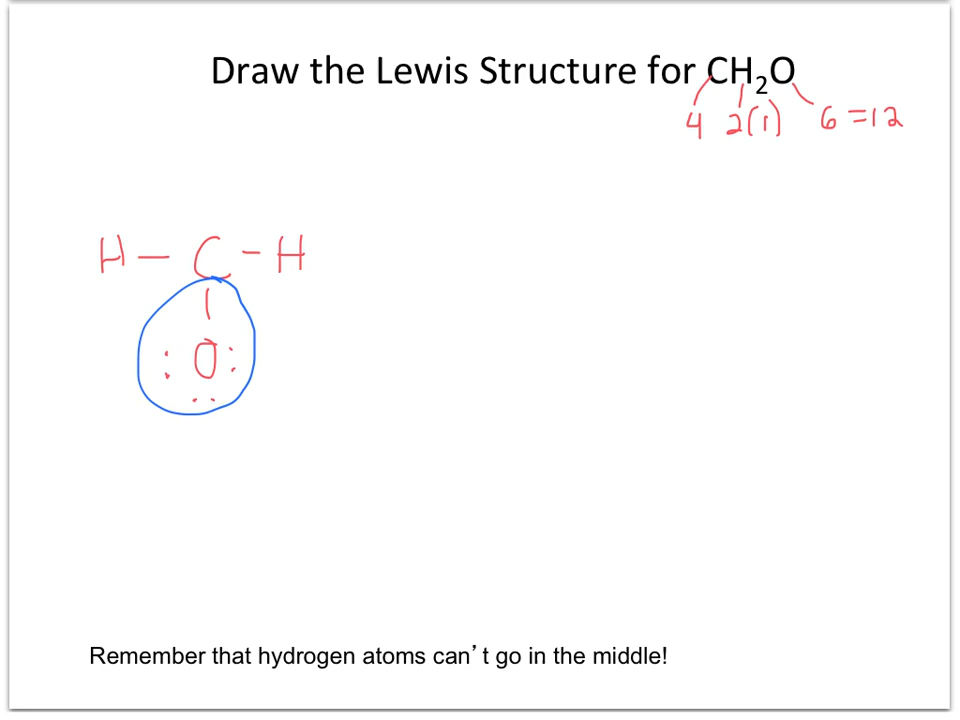 Draw the Lewis Structure for CH₂O
4 2(1) 6 = 12
H – C – H
|
: O :
..
Remember that hydrogen atoms can’t go in the middle!